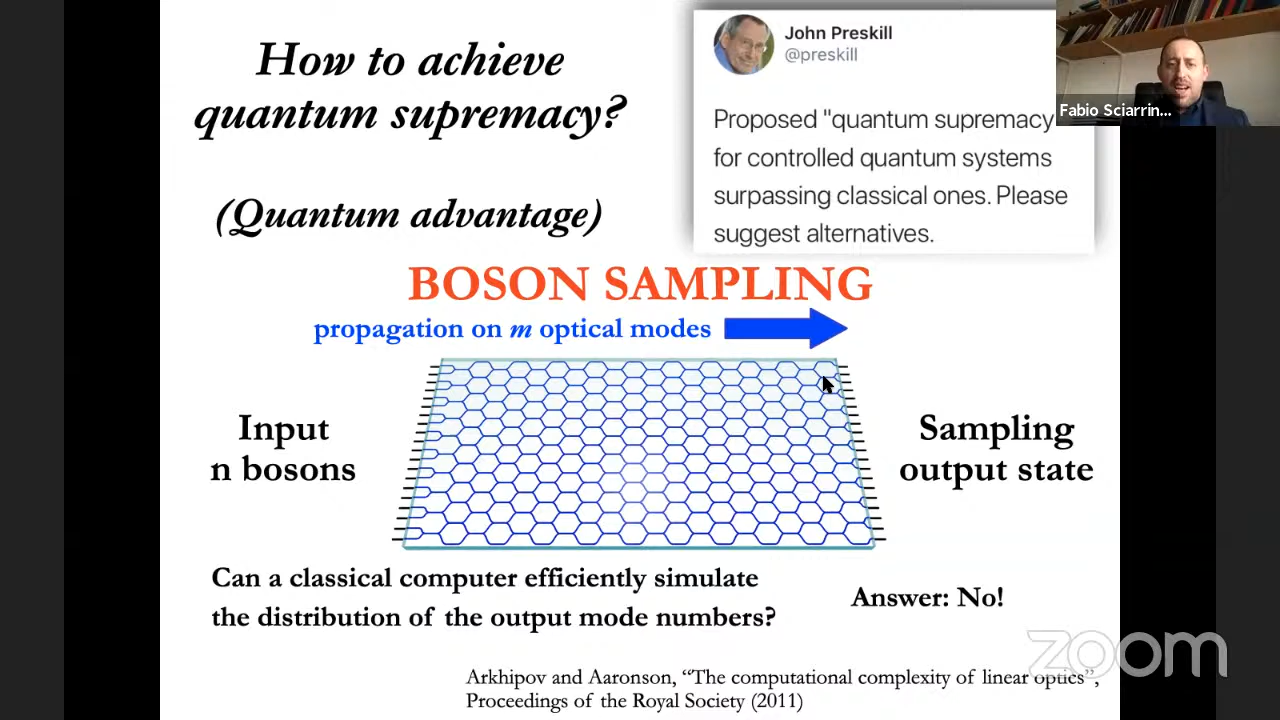 How to achieve
quantum supremacy?
(Quantum advantage)
John Preskill
@preskill
Proposed "quantum supremacy
for controlled quantum systems
surpassing classical ones. Please
suggest alternatives.
Fabio Sciarrin...
BOSON SAMPLING
propagation on m optical modes
Input
n bosons
Sampling
output state
Can a classical computer efficiently simulate
the distribution of the output mode numbers?
Answer: No!
zoom
Arkhipov and Aaronson, “The computational complexity of linear optics”,
Proceedings of the Royal Society (2011)